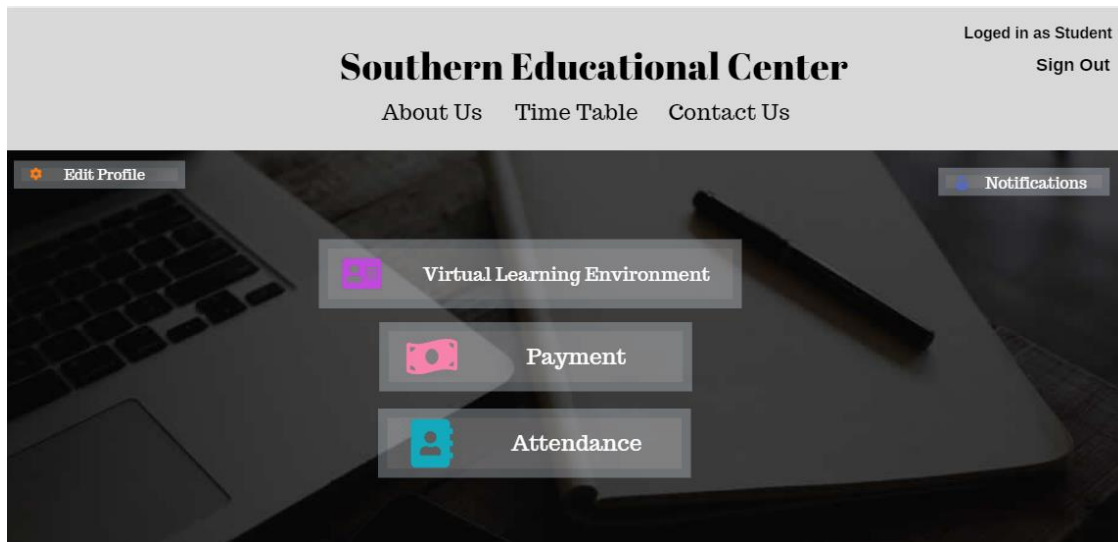 Loged in as Student
Southern Educational Center
Sign Out
About Us Time Table Contact Us
Edit Profile
Notifications
Virtual Learning Environment
Payment
Attendance